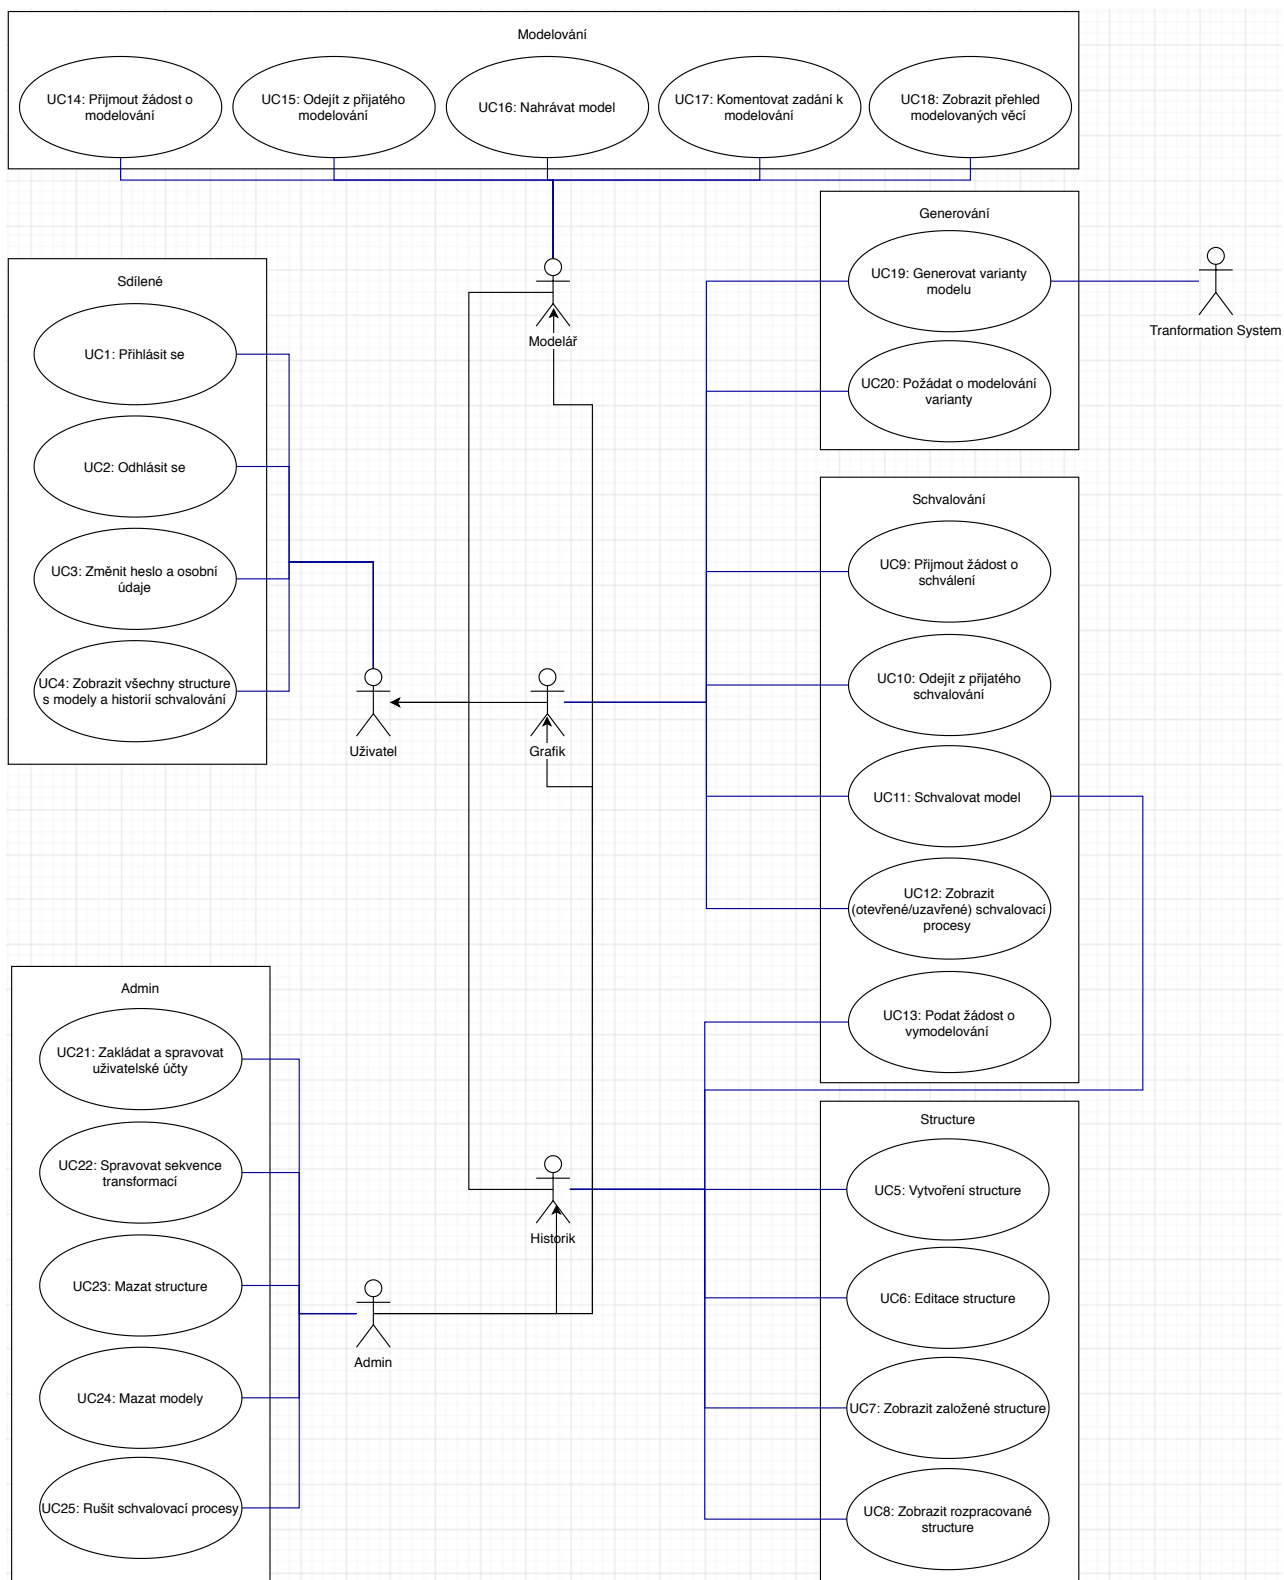 Modelování
UC14: Přijmout žádost o
modelování
UC15: Odejít z přijatého
modelování
UC16: Nahrávat model
UC17: Komentovat zadání k
modelování
UC18: Zobrazit přehled
modelovaných věcí
Generování
UC19: Generovat varianty
modelu
UC20: Požádat o modelování
varianty
Tranformation System
Modelář
Sdílené
UC1: Přihlásit se
UC2: Odhlásit se
UC3: Změnit heslo a osobní
údaje
UC4: Zobrazit všechny structure
s modely a historií schvalování
Uživatel
Grafik
Schvalování
UC9: Přijmout žádost o
schválení
UC10: Odejít z přijatého
schvalování
UC11: Schvalovat model
UC12: Zobrazit
(otevřené/uzavřené) schvalovací
procesy
UC13: Podat žádost o
vymodelování
Admin
UC21: Zakládat a spravovat
uživatelské účty
UC22: Spravovat sekvence
transformací
UC23: Mazat structure
UC24: Mazat modely
UC25: Rušit schvalovací procesy
Historik
Admin
Structure
UC5: Vytvoření structure
UC6: Editace structure
UC7: Zobrazit založené structure
UC8: Zobrazit rozpracované
structure